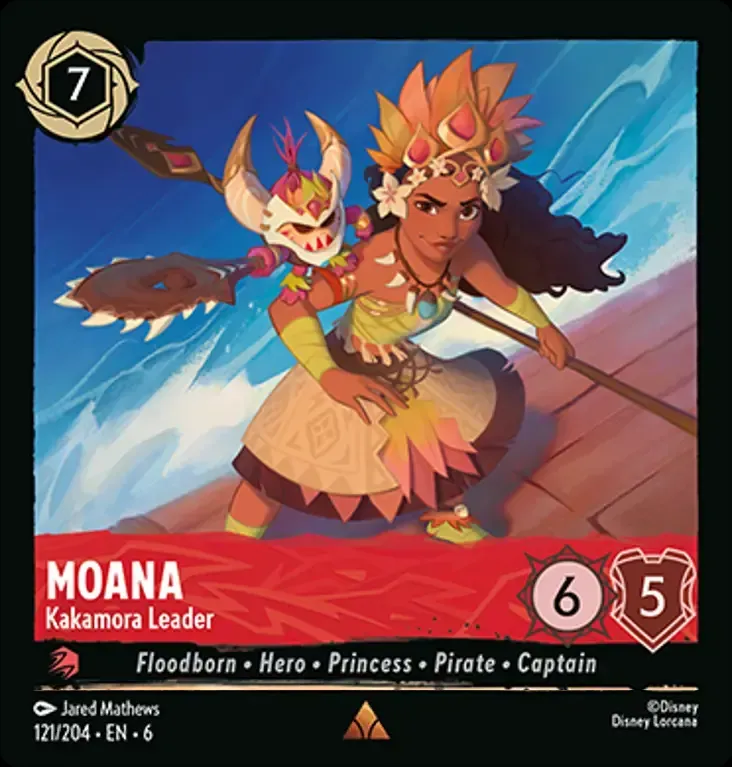 7
MOANA
Kakamora Leader
6
5
Floodborn • Hero • Princess • Pirate • Captain
Jared Mathews
121/204 • EN • 6
©Disney
Disney Lorcana